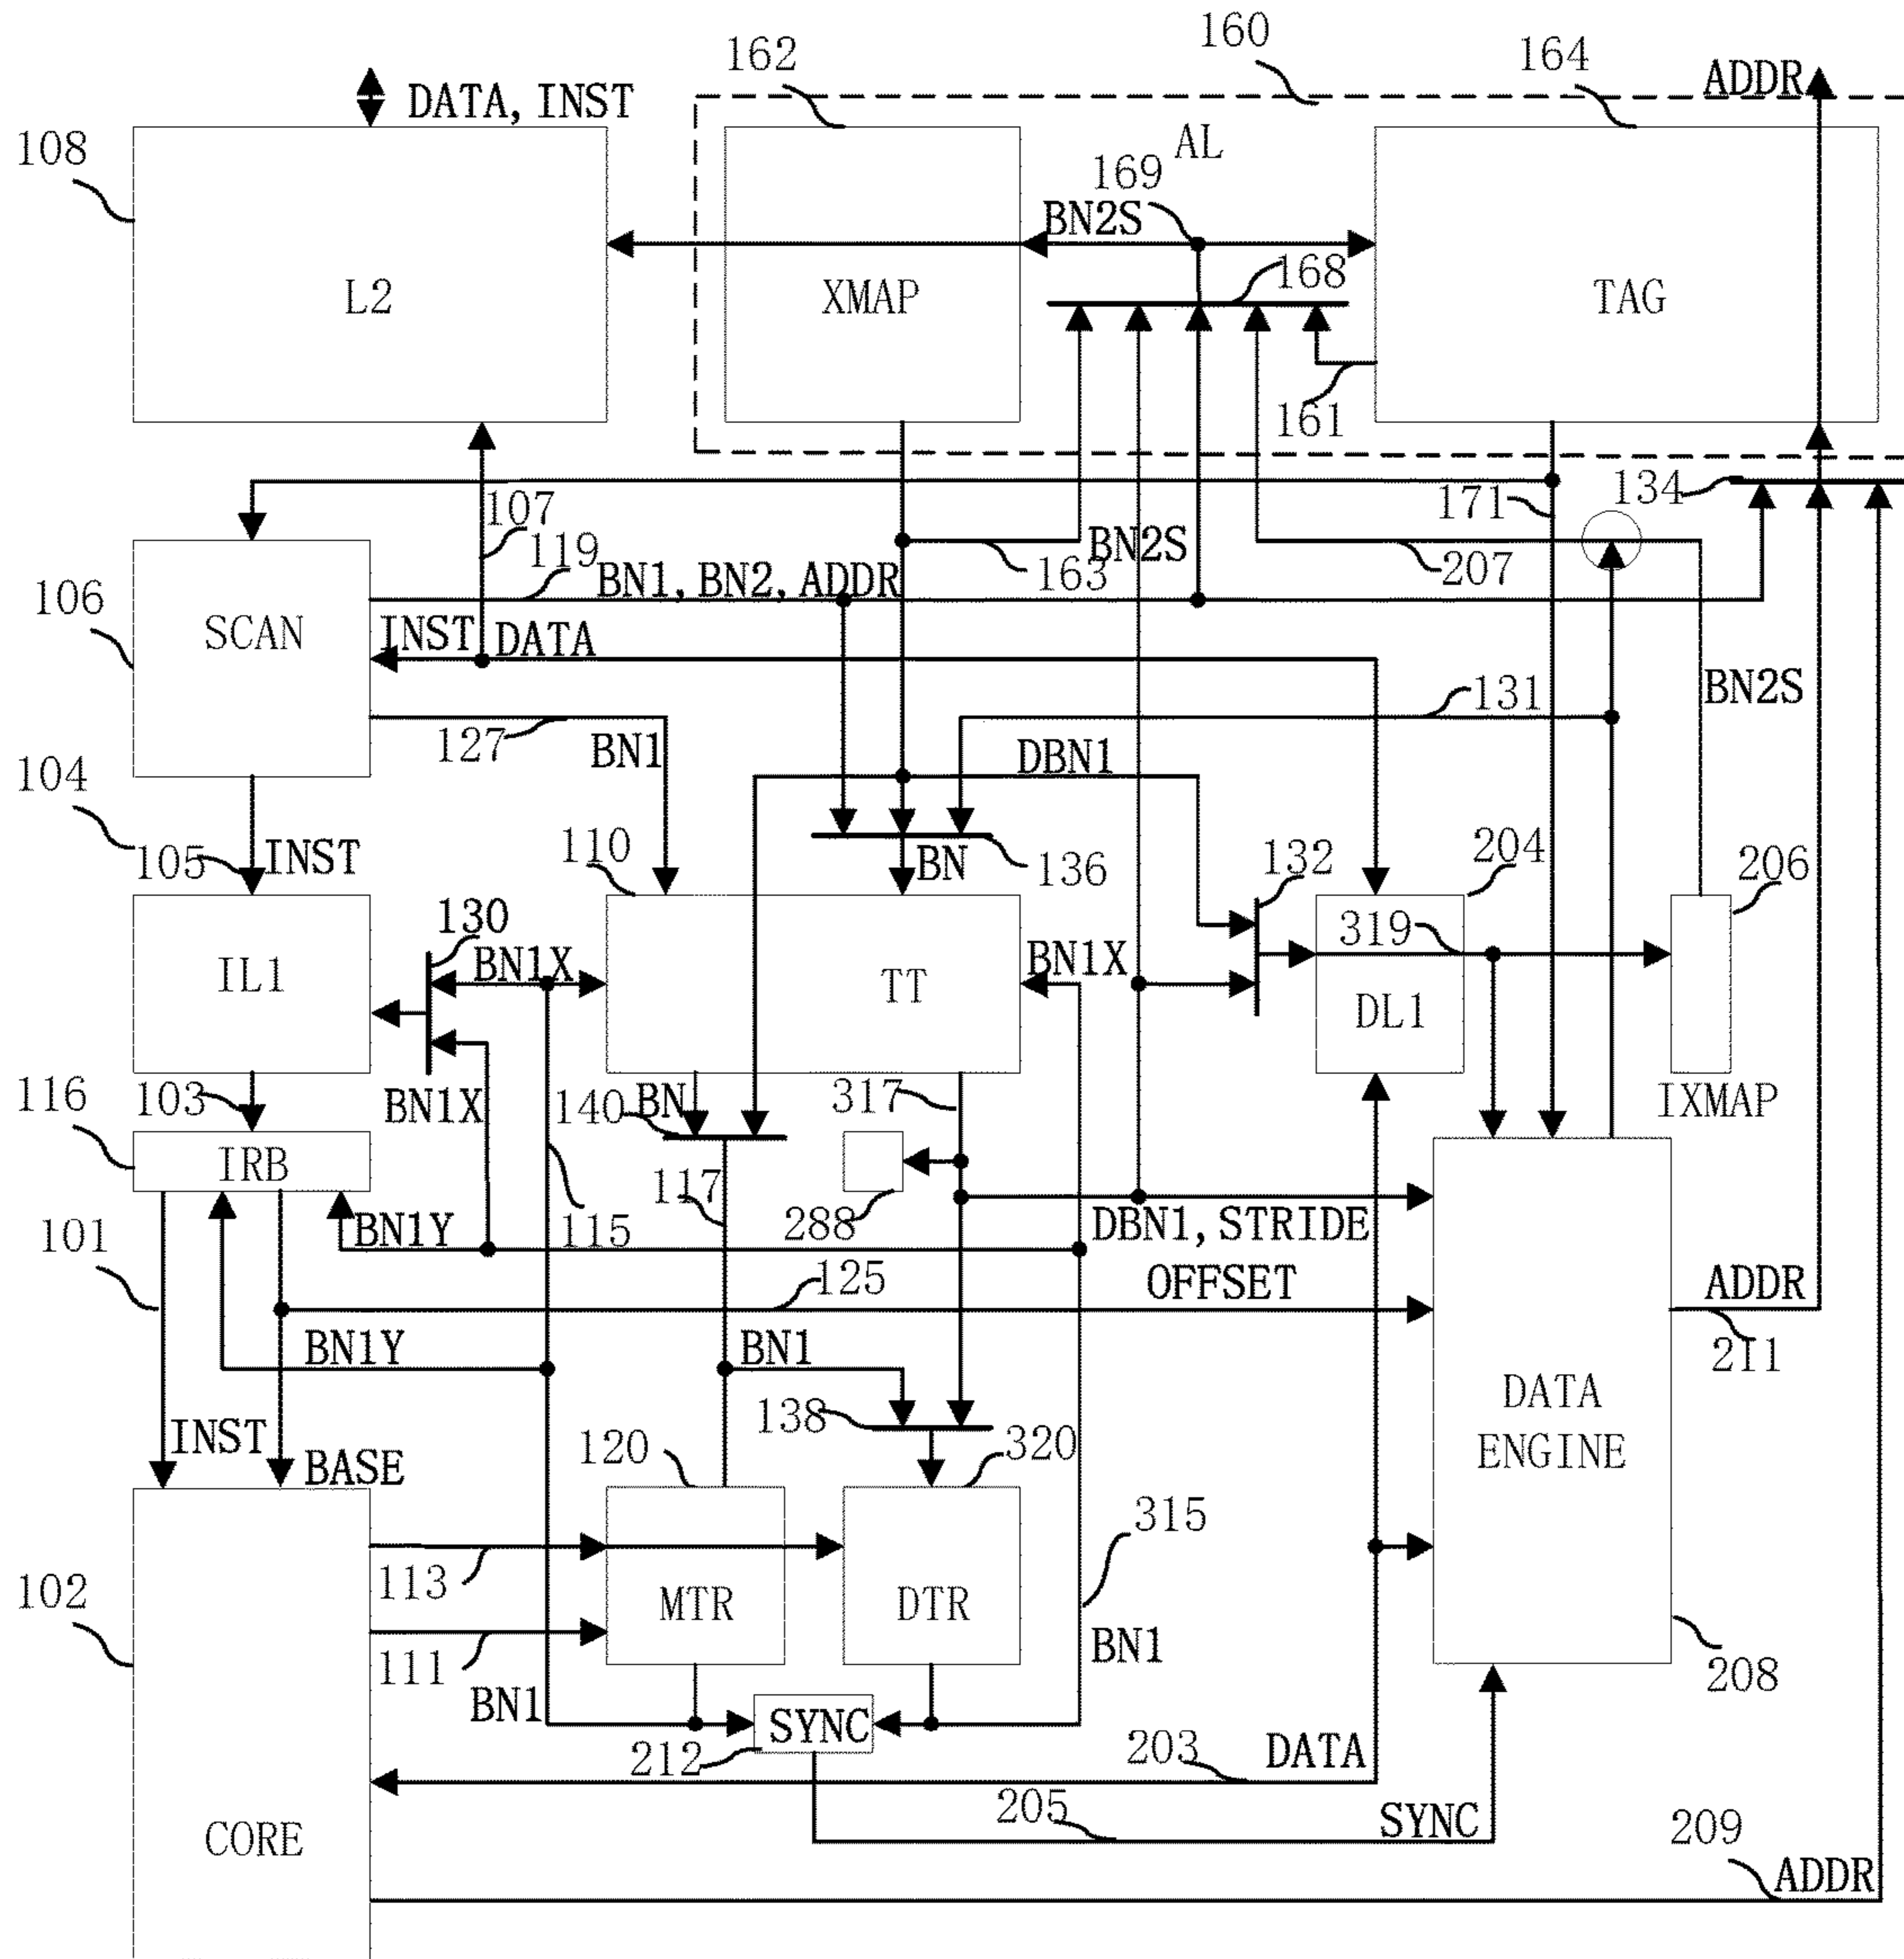 160
162
164
ADDR
DATA, INST
108
AL
169
BN2S
168
L2
XMAP
TAG
161
107
171
134
119
BN2S
163
207
BN1, BN2, ADDR
106
SCAN
INST
DATA
131
BN2S
127
BN1
DBN1
104
105
INST
110
BN
136
132
204
206
130
319
IL1
BN1X
TT
BN1X
DL1
116
103
BN1X
BN
140
317
IXMAP
IRB
117
101
BN1Y
115
288
DBN1, STRIDE
125
OFFSET
ADDR
BN1Y
BN1
211
DATA
ENGINE
INST
138
BASE
120
320
102
113
MTR
DTR
315
111
BN1
208
BN1
SYNC
212
203
DATA
205
SYNC
209
CORE
ADDR